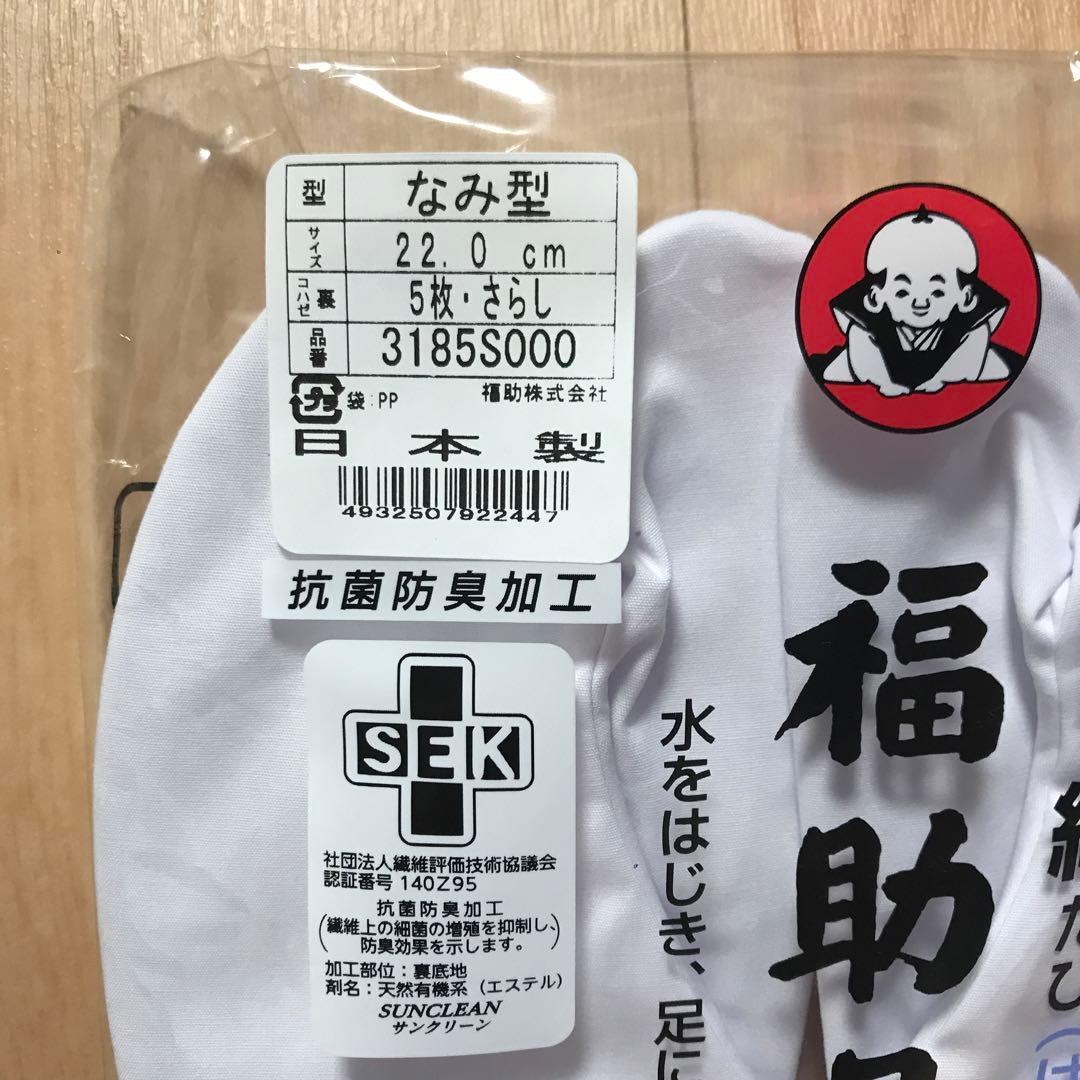 型 なみ型
サイズ 22.0 cm
コハゼ 裏 5枚・さらし
品番 3185S000
プラ 袋:PP 福助株式会社
日本製
4932507922447
抗菌防臭加工
SEK
社団法人繊維評価技術協議会
認証番号 140Z95
抗菌防臭加工
(繊維上の細菌の増殖を抑制し、
防臭効果を示します。)
加工部位:裏底地
剤名:天然有機系(エステル)
SUNCLEAN
サンクリーン
福助
水をはじき、足に
たび